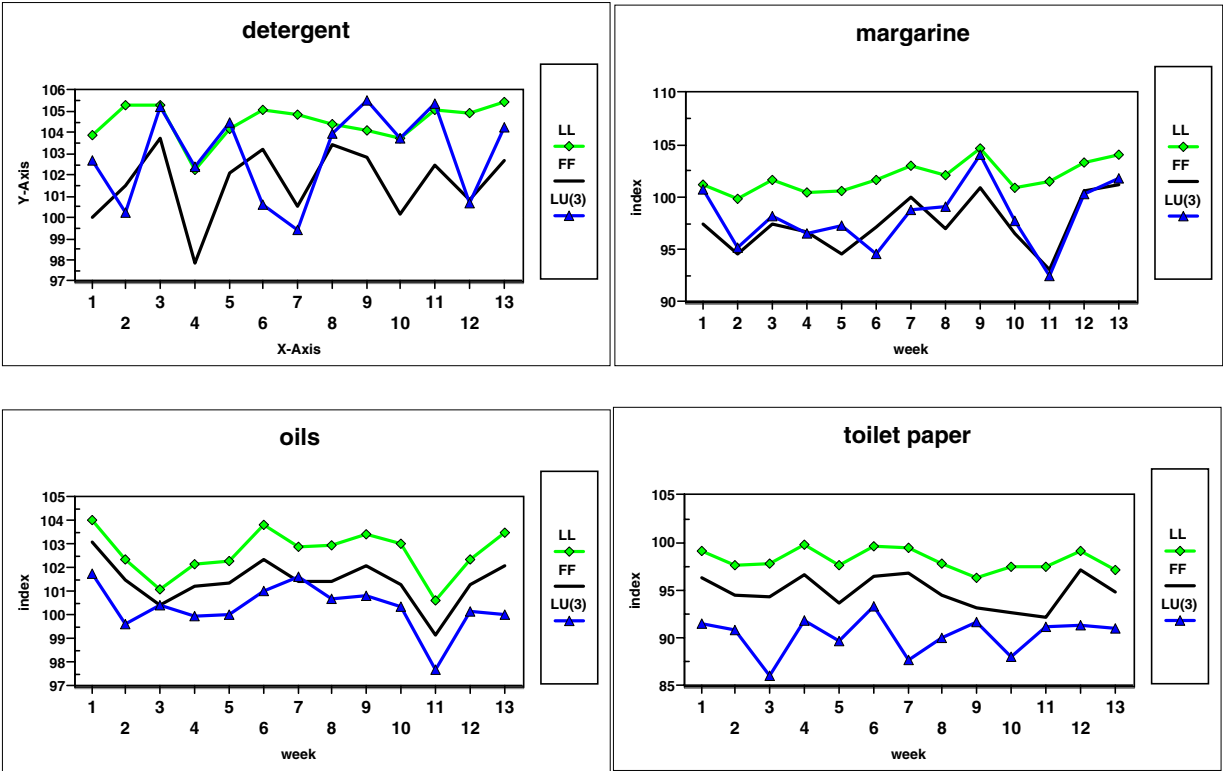 detergent
106
105
104
103
102
101
100
99
98
97
Y-Axis
1 3 5 7 9 11 13
2 4 6 8 10 12
X-Axis
LL
FF
LU(3)
margarine
110
105
100
95
90
index
1 2 3 4 5 6 7 8 9 10 11 12 13
week
LL
FF
LU(3)
oils
105
104
103
102
101
100
99
98
97
index
1 3 5 7 9 11 13
2 4 6 8 10 12
week
LL
FF
LU(3)
toilet paper
105
100
95
90
85
index
1 3 5 7 9 11 13
2 4 6 8 10 12
week
LL
FF
LU(3)